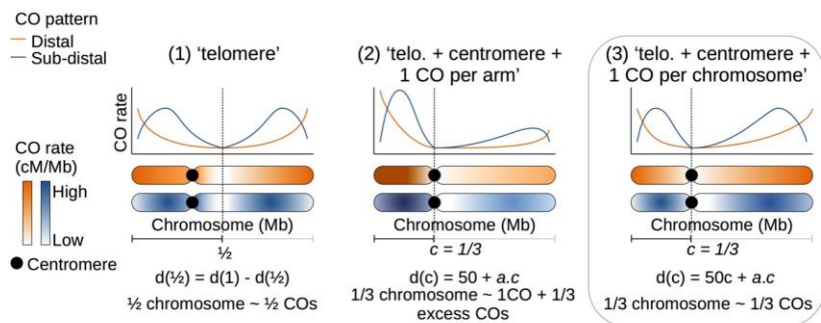 CO pattern
Distal
Sub-distal
CO rate
(cM/Mb)
High
Low
Centromere
(1) ‘telomere’
CO rate
Chromosome (Mb)
½
d(½) = d(1) - d(½)
½ chromosome ~ ½ COs
(2) ‘telo. + centromere +
1 CO per arm’
Chromosome (Mb)
c = 1/3
d(c) = 50 + a.c
1/3 chromosome ~ 1CO + 1/3
excess COs
(3) ‘telo. + centromere +
1 CO per chromosome’
Chromosome (Mb)
c = 1/3
d(c) = 50c + a.c
1/3 chromosome ~ 1/3 COs